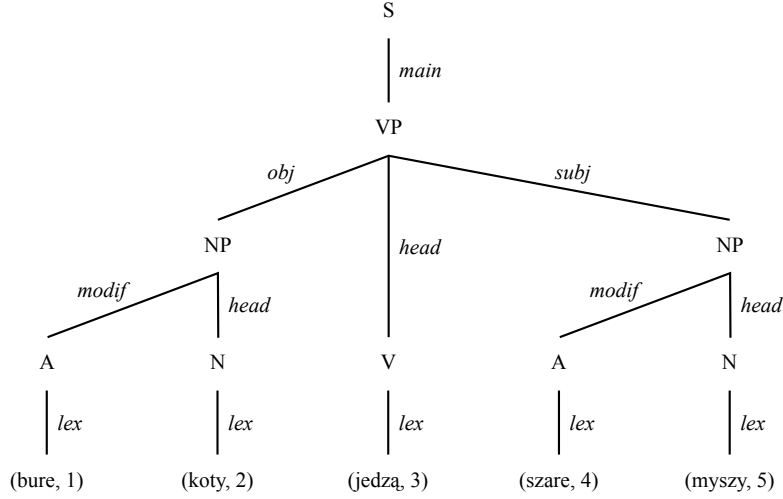 S
main
VP
obj subj
NP head NP
modif head modif head
A N V A N
lex lex lex lex lex
(bure, 1) (koty, 2) (jedzą, 3) (szare, 4) (myszy, 5)